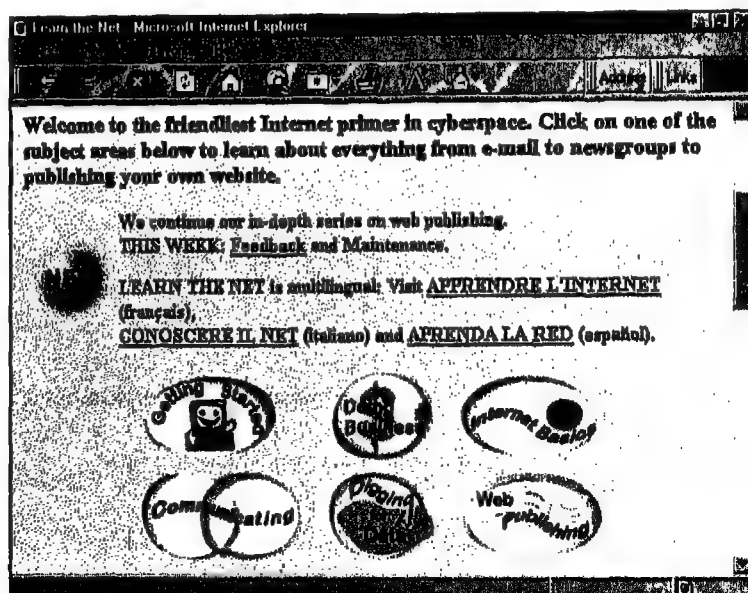 Learn the Net - Microsoft Internet Explorer
Address Links
Welcome to the friendliest Internet primer in cyberspace. Click on one of the
subject areas below to learn about everything from e-mail to newsgroups to
publishing your own website.
We continue our in-depth series on web publishing.
THIS WEEK: Feedback and Maintenance.
LEARN THE NET is multilingual: Visit APPRENDRE L'INTERNET
(français),
CONOSCERE IL NET (italiano) and APRENDA LA RED (español).
Getting Started
Doing
Business
Internet Basics
Communicating
Digging
Data
Web
publishing